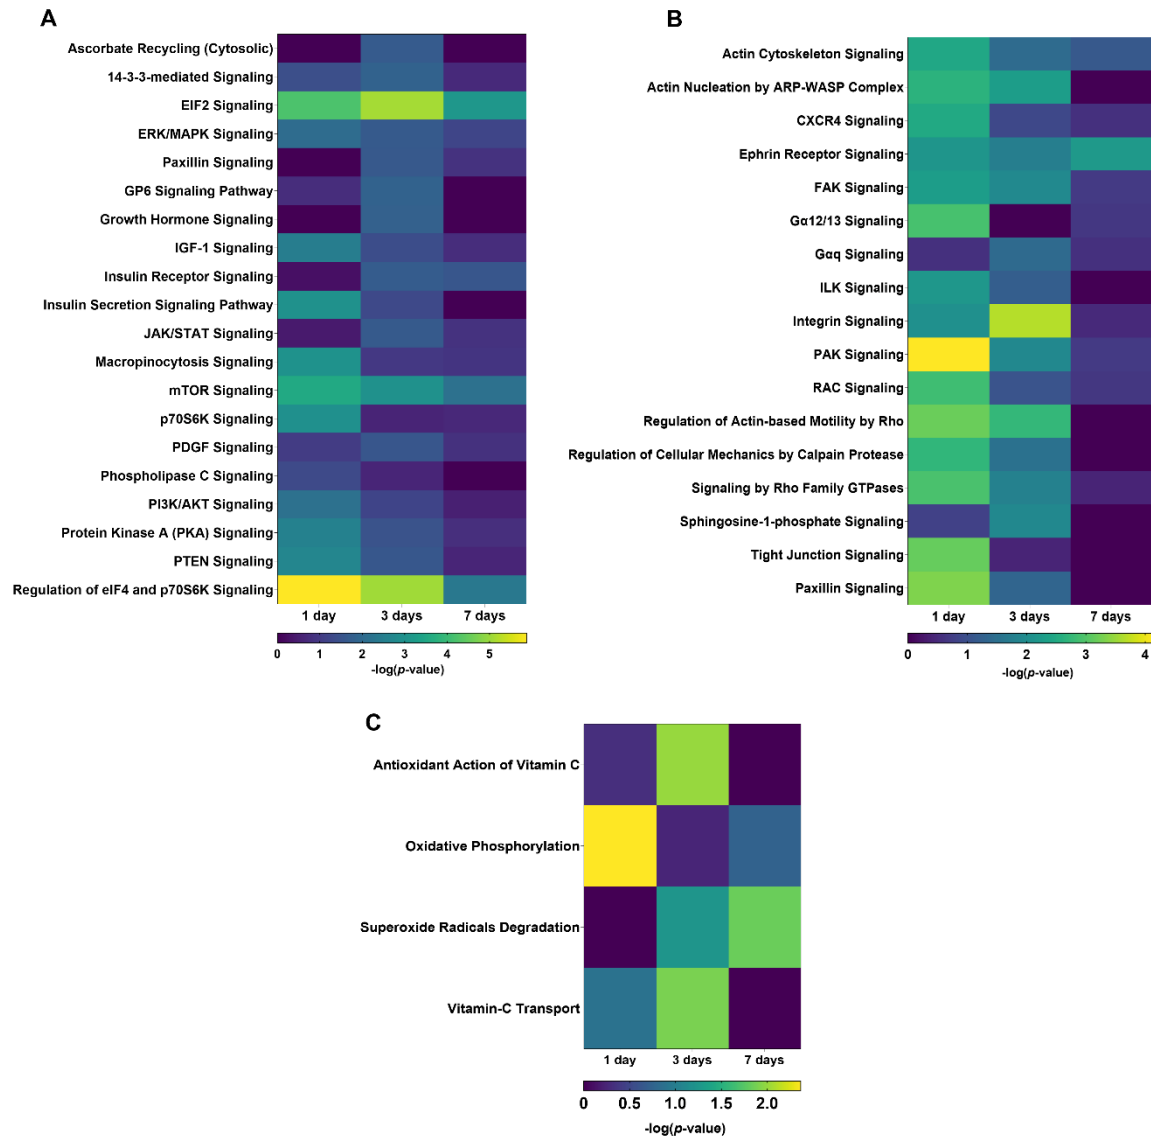 A
Ascorbate Recycling (Cytosolic)
14-3-3-mediated Signaling
EIF2 Signaling
ERK/MAPK Signaling
Paxillin Signaling
GP6 Signaling Pathway
Growth Hormone Signaling
IGF-1 Signaling
Insulin Receptor Signaling
Insulin Secretion Signaling Pathway
JAK/STAT Signaling
Macropinocytosis Signaling
mTOR Signaling
p70S6K Signaling
PDGF Signaling
Phospholipase C Signaling
PI3K/AKT Signaling
Protein Kinase A (PKA) Signaling
PTEN Signaling
Regulation of eIF4 and p70S6K Signaling
1 day 3 days 7 days
0 1 2 3 4 5
-log(p-value)
B
Actin Cytoskeleton Signaling
Actin Nucleation by ARP-WASP Complex
CXCR4 Signaling
Ephrin Receptor Signaling
FAK Signaling
Gα12/13 Signaling
Gαq Signaling
ILK Signaling
Integrin Signaling
PAK Signaling
RAC Signaling
Regulation of Actin-based Motility by Rho
Regulation of Cellular Mechanics by Calpain Protease
Signaling by Rho Family GTPases
Sphingosine-1-phosphate Signaling
Tight Junction Signaling
Paxillin Signaling
1 day 3 days 7 days
0 1 2 3 4
-log(p-value)
C
Antioxidant Action of Vitamin C
Oxidative Phosphorylation
Superoxide Radicals Degradation
Vitamin-C Transport
1 day 3 days 7 days
0 0.5 1.0 1.5 2.0
-log(p-value)